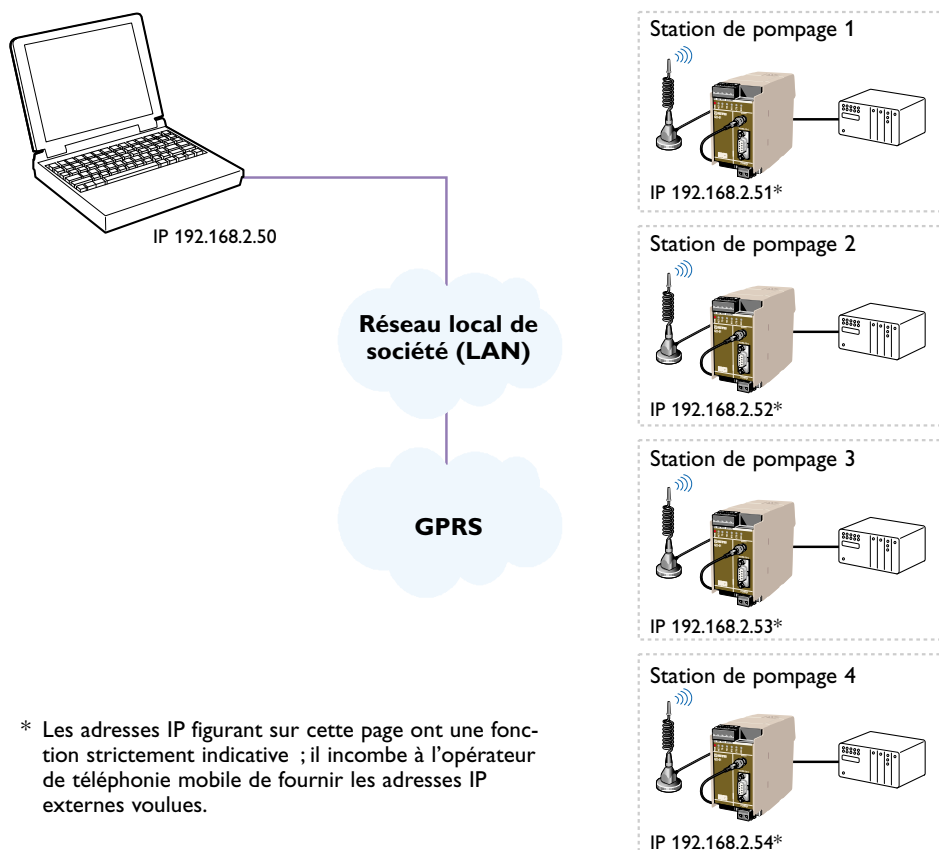 Station de pompage 1
IP 192.168.2.51*
IP 192.168.2.50
Station de pompage 2
IP 192.168.2.52*
Réseau local de
société (LAN)
Station de pompage 3
IP 192.168.2.53*
GPRS
Station de pompage 4
IP 192.168.2.54*
* Les adresses IP figurant sur cette page ont une fonc-
tion strictement indicative ; il incombe à l’opérateur
de téléphonie mobile de fournir les adresses IP
externes voulues.